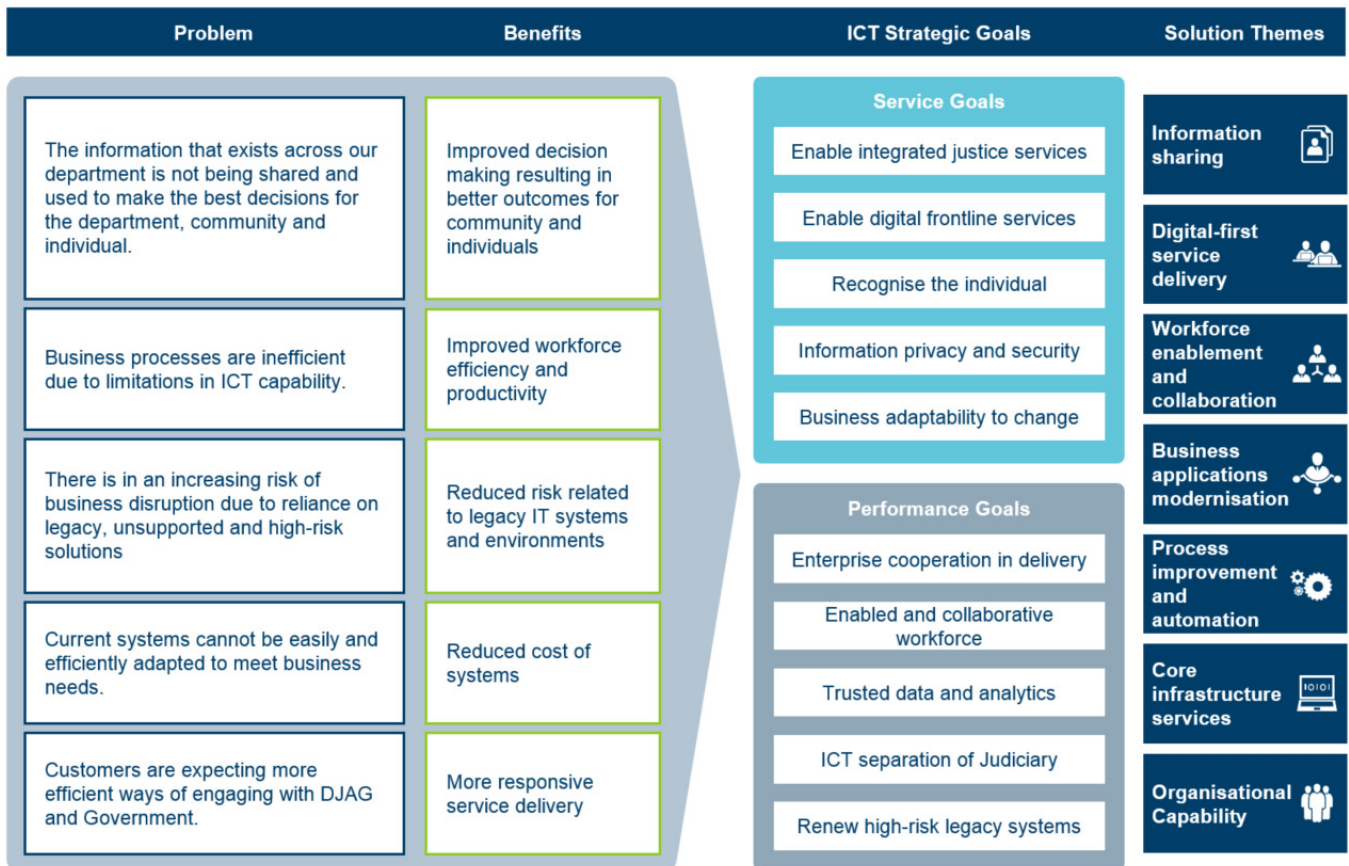 Problem
Benefits
ICT Strategic Goals
Solution Themes
The information that exists across our
department is not being shared and
used to make the best decisions for
the department, community and
individual.
Improved decision
making resulting in
better outcomes for
community and
individuals
Business processes are inefficient
due to limitations in ICT capability.
Improved workforce
efficiency and
productivity
There is in an increasing risk of
business disruption due to reliance on
legacy, unsupported and high-risk
solutions
Reduced risk related
to legacy IT systems
and environments
Current systems cannot be easily and
efficiently adapted to meet business
needs.
Reduced cost of
systems
Customers are expecting more
efficient ways of engaging with DJAG
and Government.
More responsive
service delivery
Service Goals
Enable integrated justice services
Enable digital frontline services
Recognise the individual
Information privacy and security
Business adaptability to change
Performance Goals
Enterprise cooperation in delivery
Enabled and collaborative
workforce
Trusted data and analytics
ICT separation of Judiciary
Renew high-risk legacy systems
Information
sharing
Digital-first
service
delivery
Workforce
enablement
and
collaboration
Business
applications
modernisation
Process
improvement
and
automation
Core
infrastructure
services
10101
Organisational
Capability